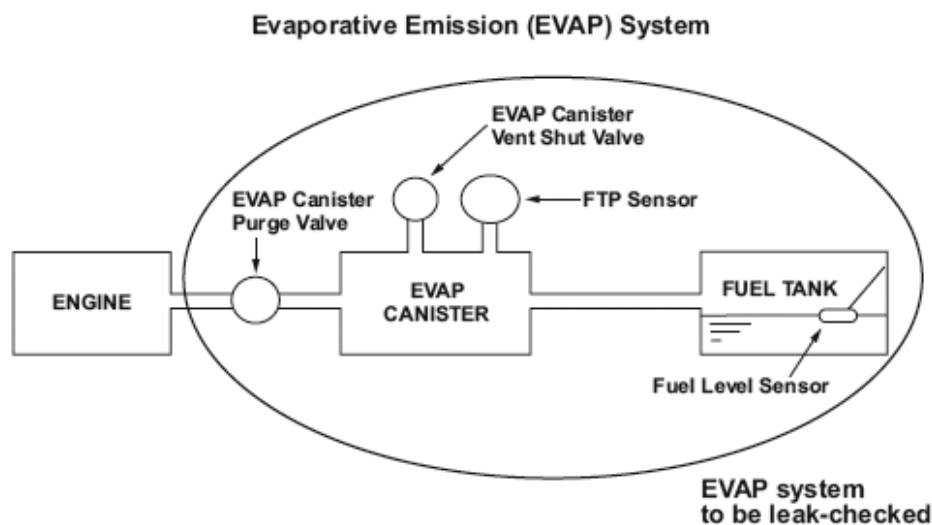 Evaporative Emission (EVAP) System
EVAP Canister
Vent Shut Valve
EVAP Canister
Purge Valve
FTP Sensor
ENGINE
EVAP
CANISTER
FUEL TANK
Fuel Level Sensor
EVAP system
to be leak-checked